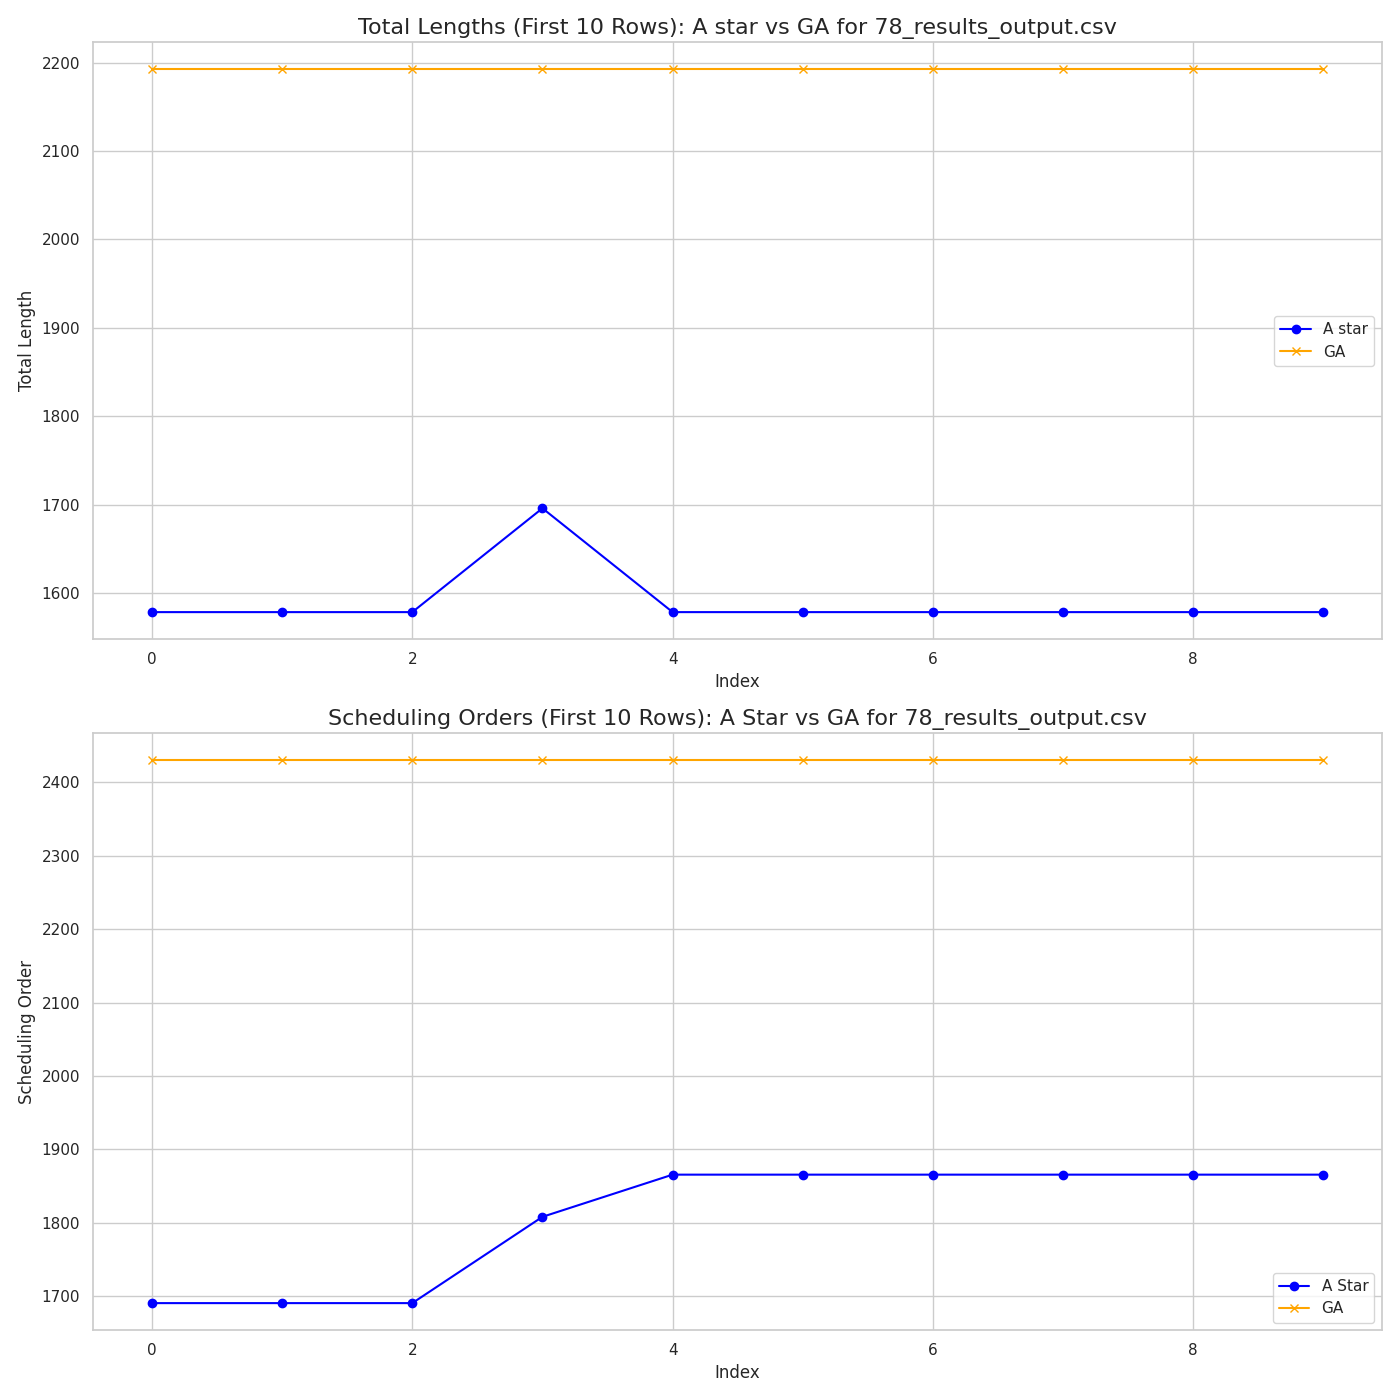 Total Lengths (First 10 Rows): A star vs GA for 78_results_output.csv
2200
2100
2000
1900
1800
1700
1600
Total Length
A star
GA
0 2 4 6 8
Index
Scheduling Orders (First 10 Rows): A Star vs GA for 78_results_output.csv
2400
2300
2200
2100
2000
1900
1800
1700
Scheduling Order
A Star
GA
0 2 4 6 8
Index